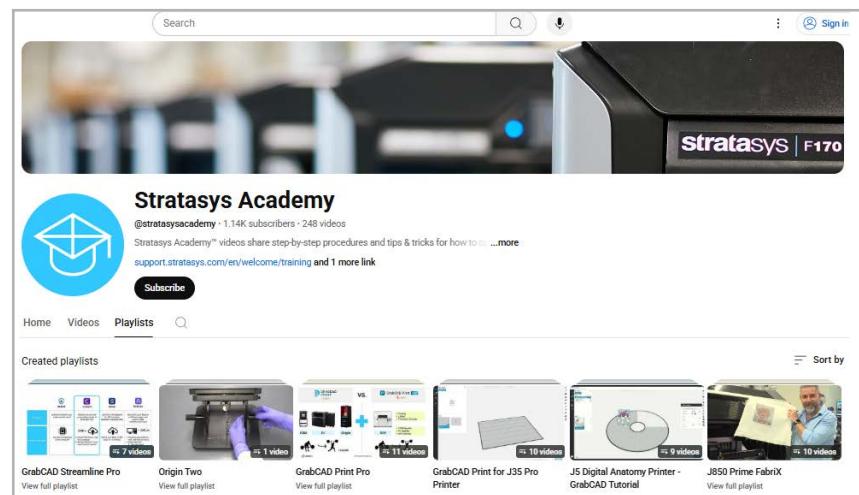 Search
Sign in
stratasys | F170
Stratasys Academy
@stratasysacademy · 1.14K subscribers · 248 videos
Stratasys Academy™ videos share step-by-step procedures and tips & tricks for how to ...more
support.stratasys.com/en/welcome/training and 1 more link
Subscribe
Home Videos Playlists
Created playlists
Sort by
7 videos
1 video
VS.
11 videos
10 videos
9 videos
10 videos
GrabCAD Streamline Pro
View full playlist
Origin Two
View full playlist
GrabCAD Print Pro
View full playlist
GrabCAD Print for J35 Pro
Printer
View full playlist
J5 Digital Anatomy Printer -
GrabCAD Tutorial
View full playlist
J850 Prime FabriX
View full playlist